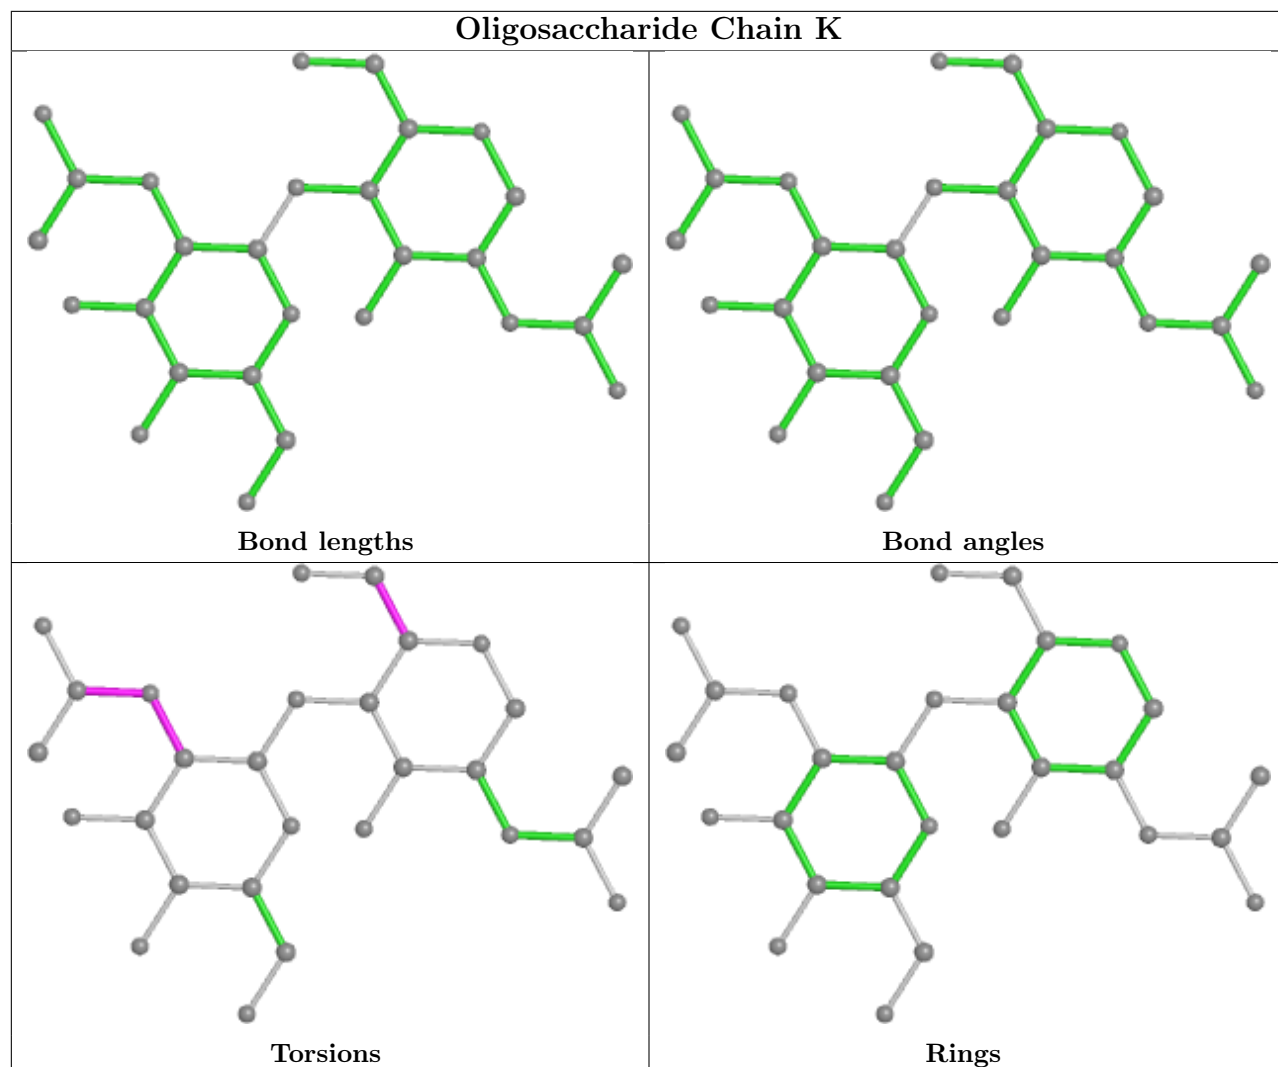 Oligosaccharide Chain K
Bond lengths
Bond angles
Torsions
Rings